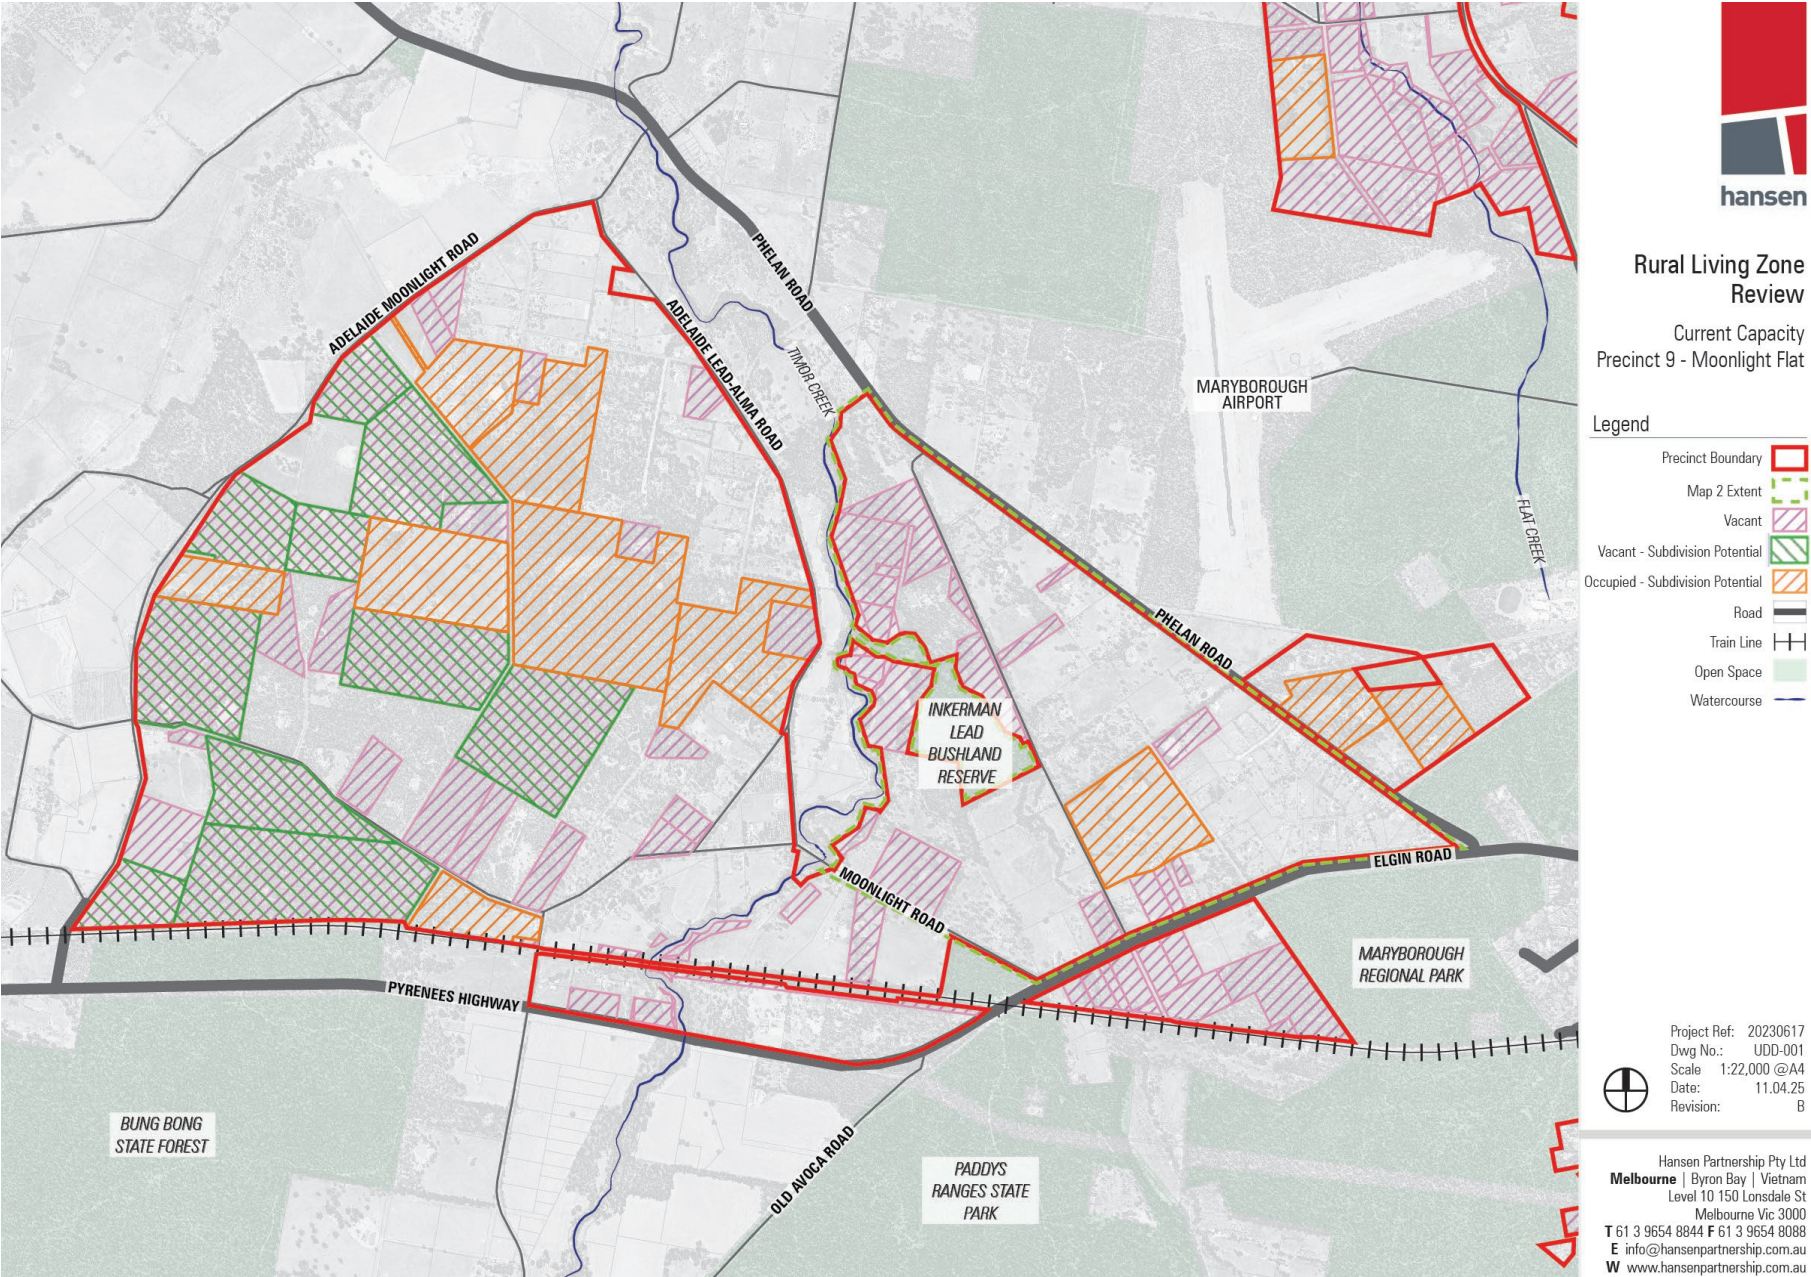 ADELAIDE MOONLIGHT ROAD
PHELAN ROAD
ADELAIDE LEAD-ALMA ROAD
TIMOR CREEK
MARYBOROUGH
AIRPORT
FLAT CREEK
PHELAN ROAD
INKERMAN
LEAD
BUSHLAND
RESERVE
ELGIN ROAD
MOONLIGHT ROAD
MARYBOROUGH
REGIONAL PARK
PYRENEES HIGHWAY
BUNG BONG
STATE FOREST
OLD AVOCA ROAD
PADDYS
RANGES STATE
PARK
hansen
Rural Living Zone
Review
Current Capacity
Precinct 9 - Moonlight Flat
Legend
Precinct Boundary
Map 2 Extent
Vacant
Vacant - Subdivision Potential
Occupied - Subdivision Potential
Road
Train Line
Open Space
Watercourse
Project Ref: 20230617
Dwg No.: UDD-001
Scale 1:22,000 @A4
Date: 11.04.25
Revision: B
Hansen Partnership Pty Ltd
Melbourne | Byron Bay | Vietnam
Level 10 150 Lonsdale St
Melbourne Vic 3000
T 61 3 9654 8844 F 61 3 9654 8088
E info@hansenpartnership.com.au
W www.hansenpartnership.com.au